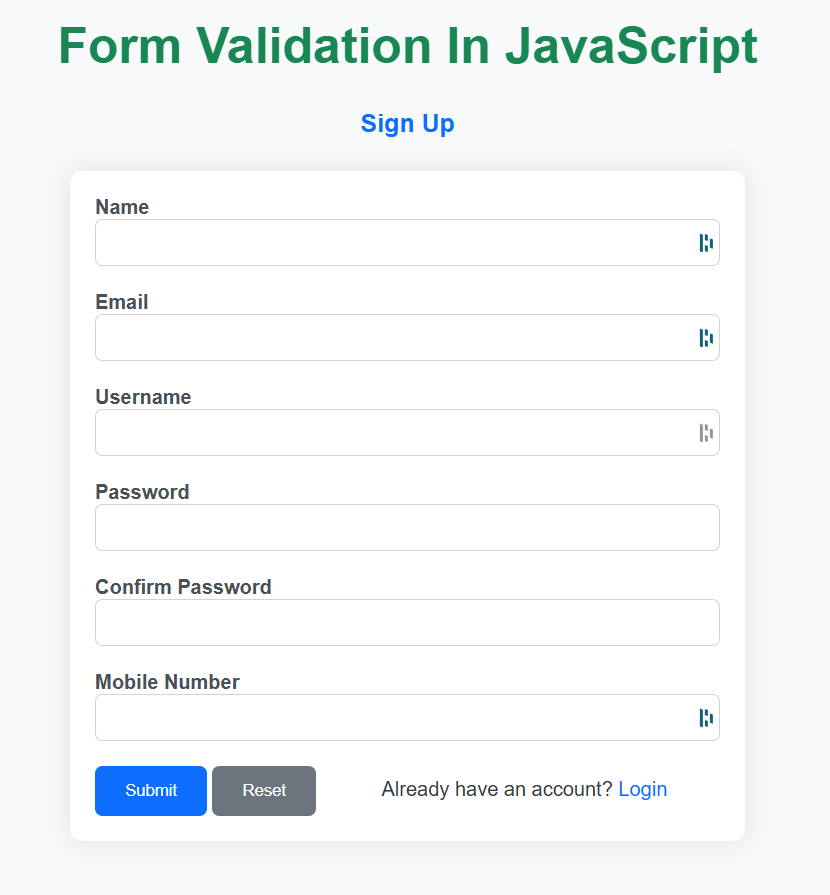 Form Validation In JavaScript
Sign Up
Name
Email
Username
Password
Confirm Password
Mobile Number
Submit Reset Already have an account? Login